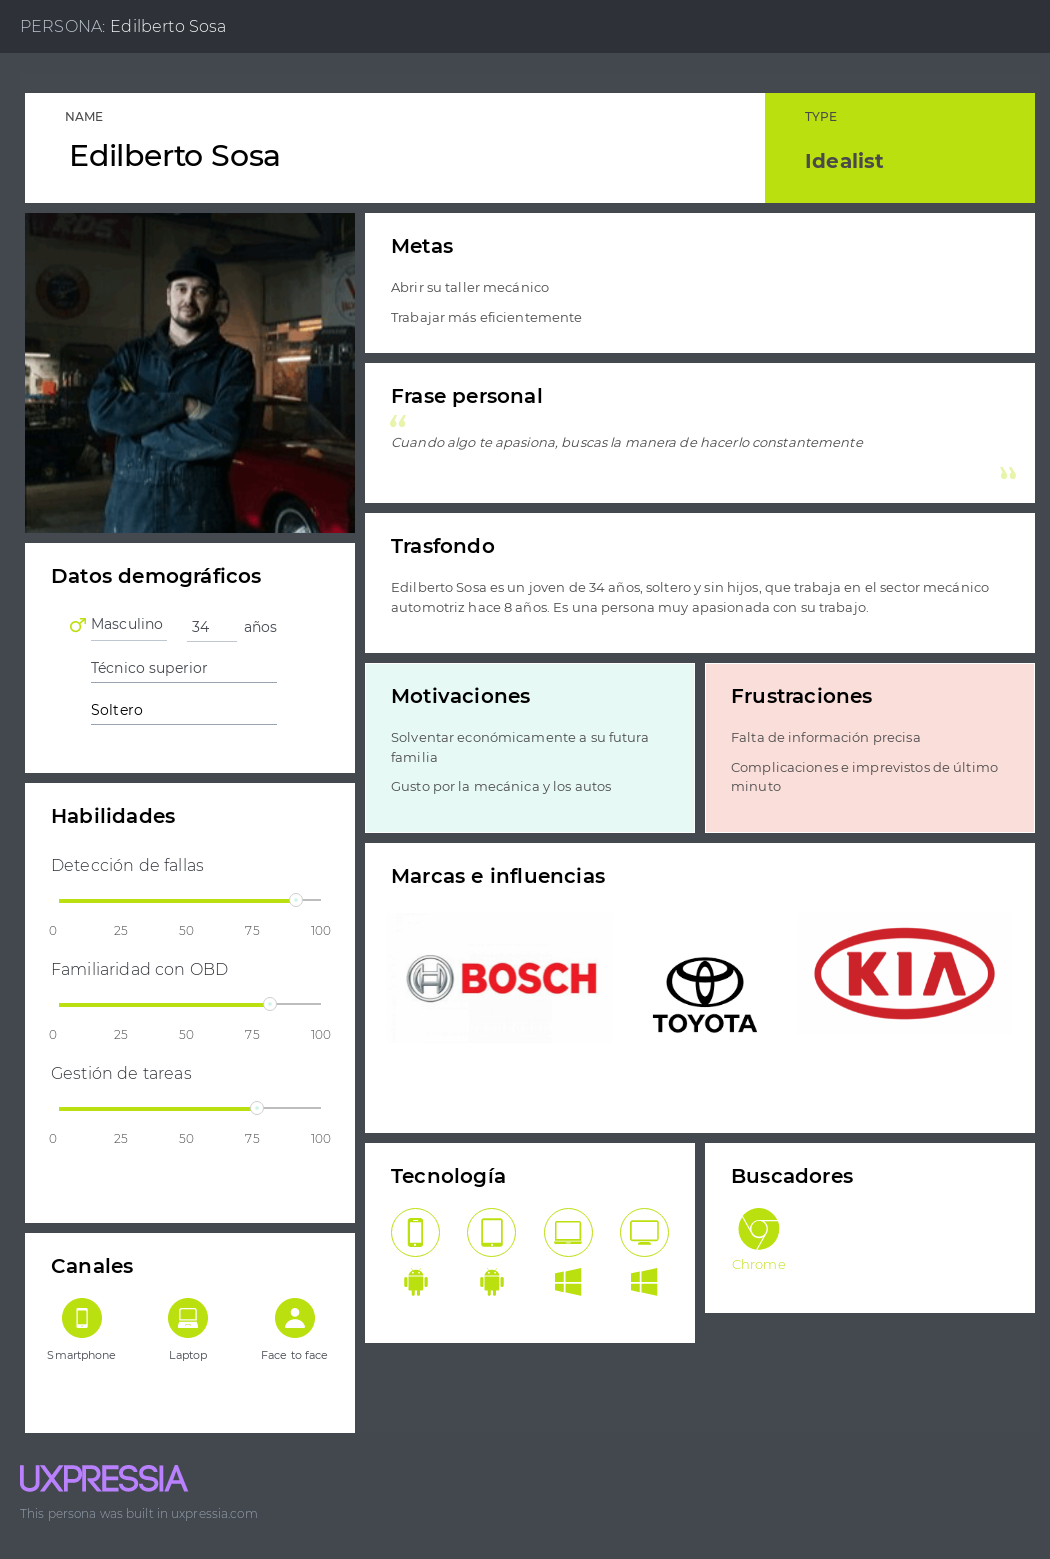 PERSONA: Edilberto Sosa
NAME
Edilberto Sosa
TYPE
Idealist
Metas
Abrir su taller mecánico
Trabajar más eficientemente
Frase personal
“
Cuando algo te apasiona, buscas la manera de hacerlo constantemente
”
Datos demográficos
Masculino 34 años
Técnico superior
Soltero
Trasfondo
Edilberto Sosa es un joven de 34 años, soltero y sin hijos, que trabaja en el sector mecánico
automotriz hace 8 años. Es una persona muy apasionada con su trabajo.
Motivaciones
Solventar económicamente a su futura
familia
Gusto por la mecánica y los autos
Frustraciones
Falta de información precisa
Complicaciones e imprevistos de último
minuto
Habilidades
Detección de fallas
0 25 50 75 100
Familiaridad con OBD
0 25 50 75 100
Gestión de tareas
0 25 50 75 100
Marcas e influencias
BOSCH
TOYOTA
KIA
Tecnología
Buscadores
Chrome
Canales
Smartphone Laptop Face to face
UXPRESSIA
This persona was built in uxpressia.com